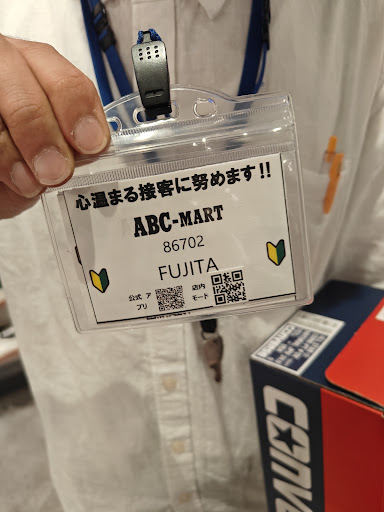 心温まる接客に努めます!!
ABC-MART
86702
FUJITA
公式 ア
プリ
店内
モード
CONVE